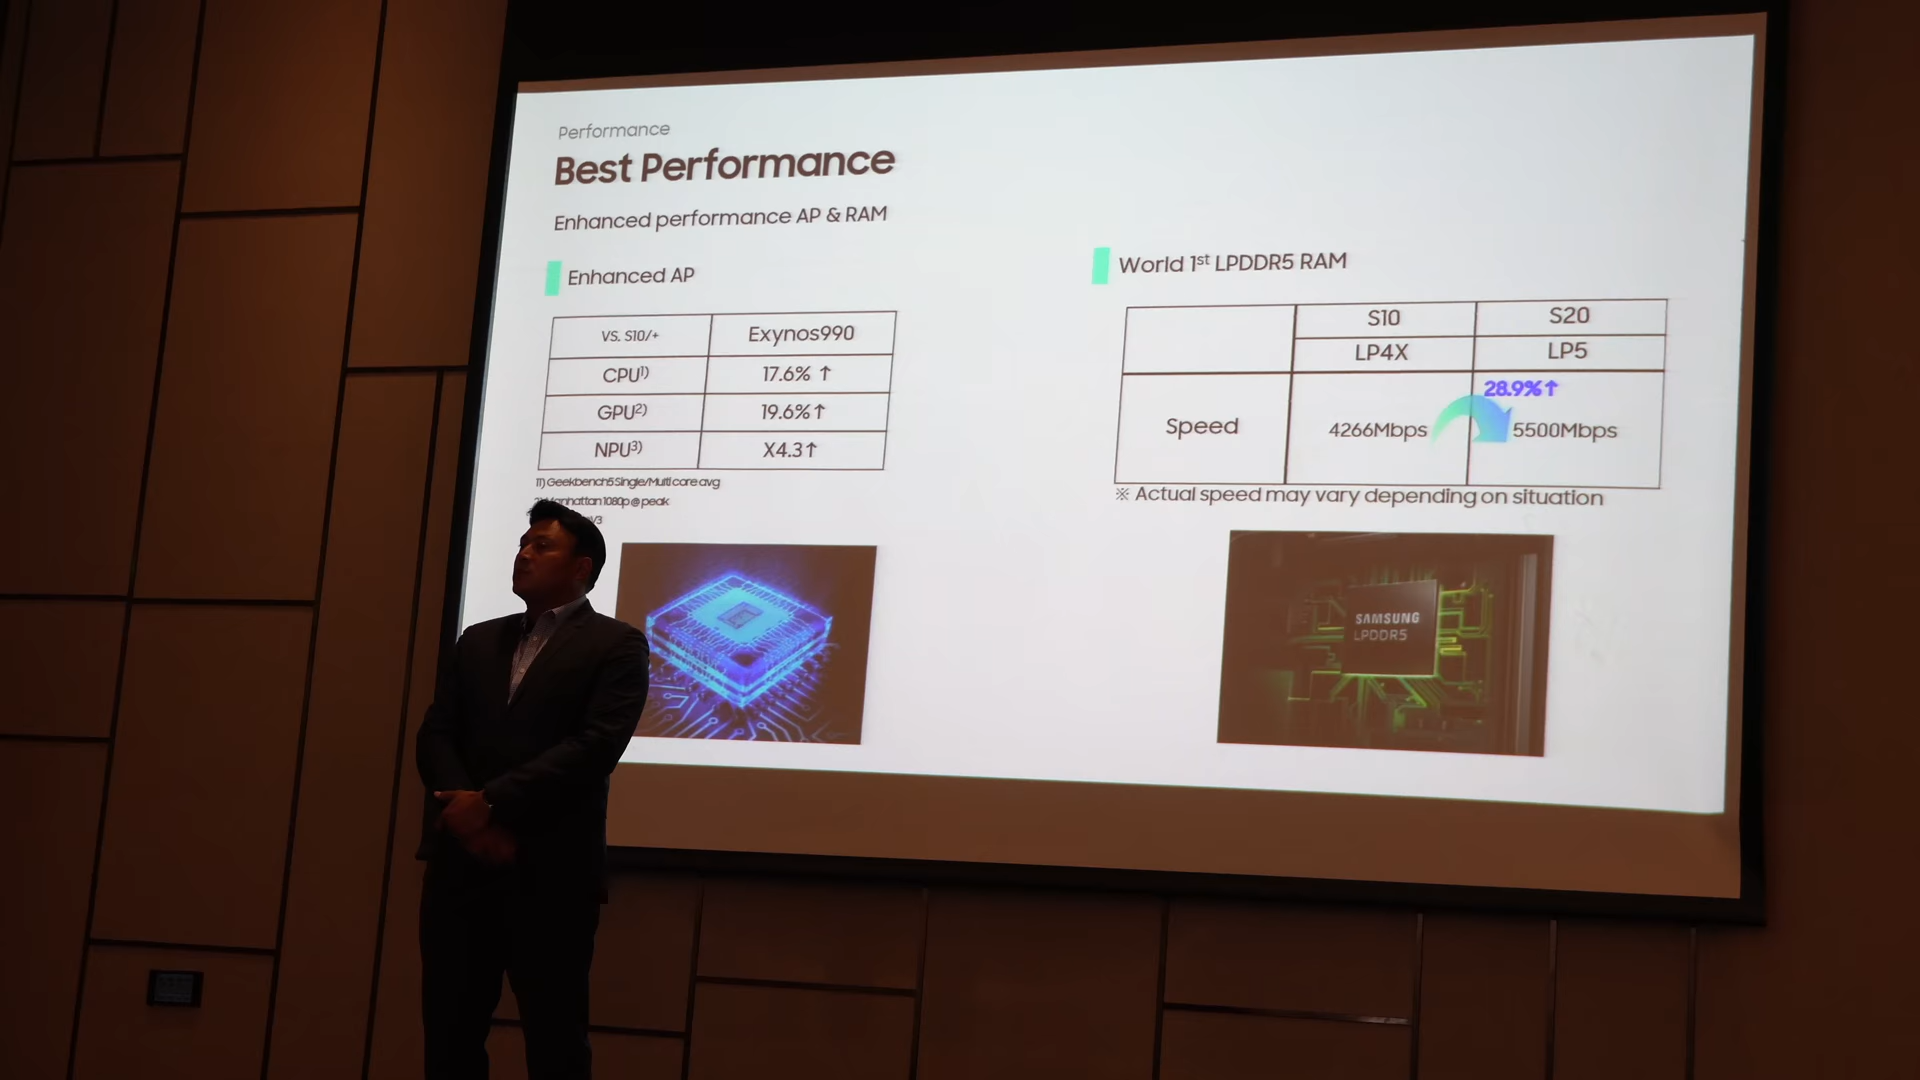 Performance
Best Performance
Enhanced performance AP & RAM
Enhanced AP
VS. S10/+ Exynos990
CPU1) 17.6% ↑
GPU2) 19.6%↑
NPU3) X4.3↑
11) Geekbench5 Single/Multi core avg
Manhattan 1080p @ peak
World 1st LPDDR5 RAM
S10 S20
LP4X LP5
28.9%↑
Speed 4266Mbps 5500Mbps
※ Actual speed may vary depending on situation
SAMSUNG
LPDDR5